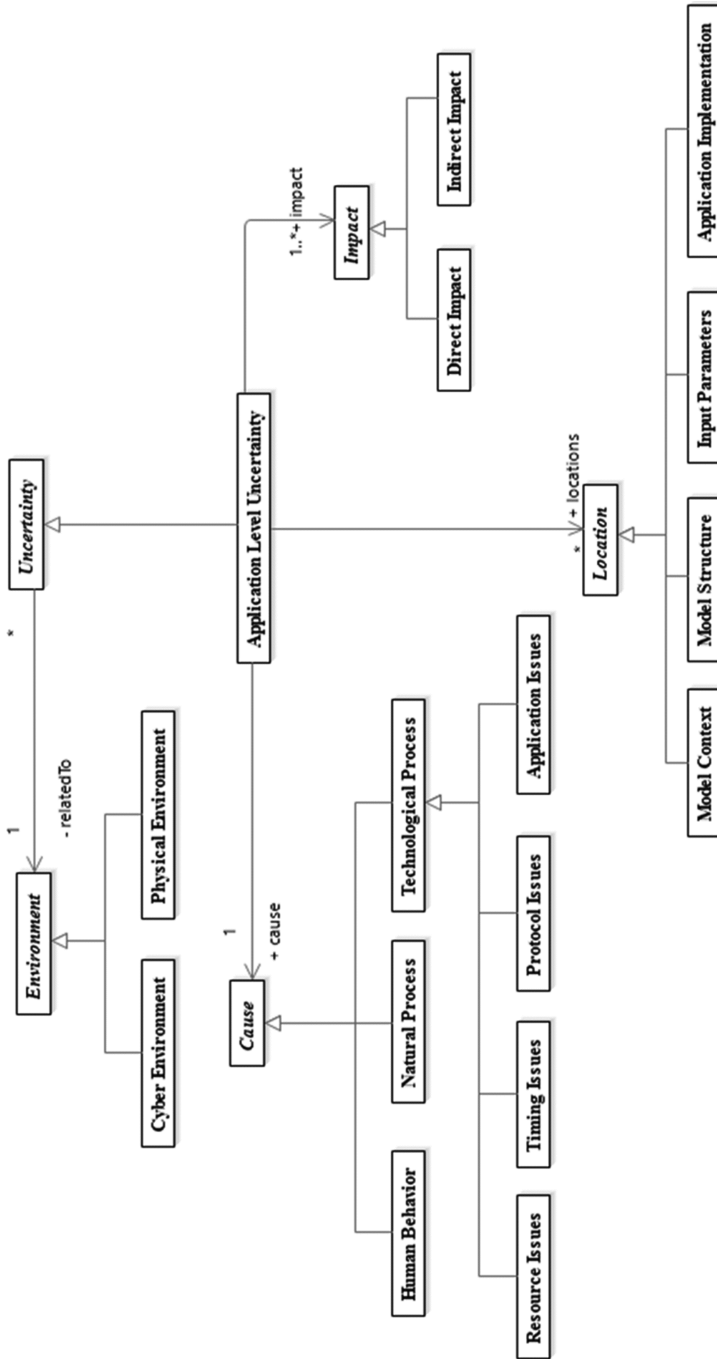 Uncertainty
*
1
- relatedTo
Environment
Cyber Environment
Physical Environment
Application Level Uncertainty
1
+ cause
Cause
Human Behavior
Natural Process
Technological Process
Resource Issues
Timing Issues
Protocol Issues
Application Issues
1..*+ impact
Impact
Direct Impact
Indirect Impact
* + locations
Location
Model Context
Model Structure
Input Parameters
Application Implementation